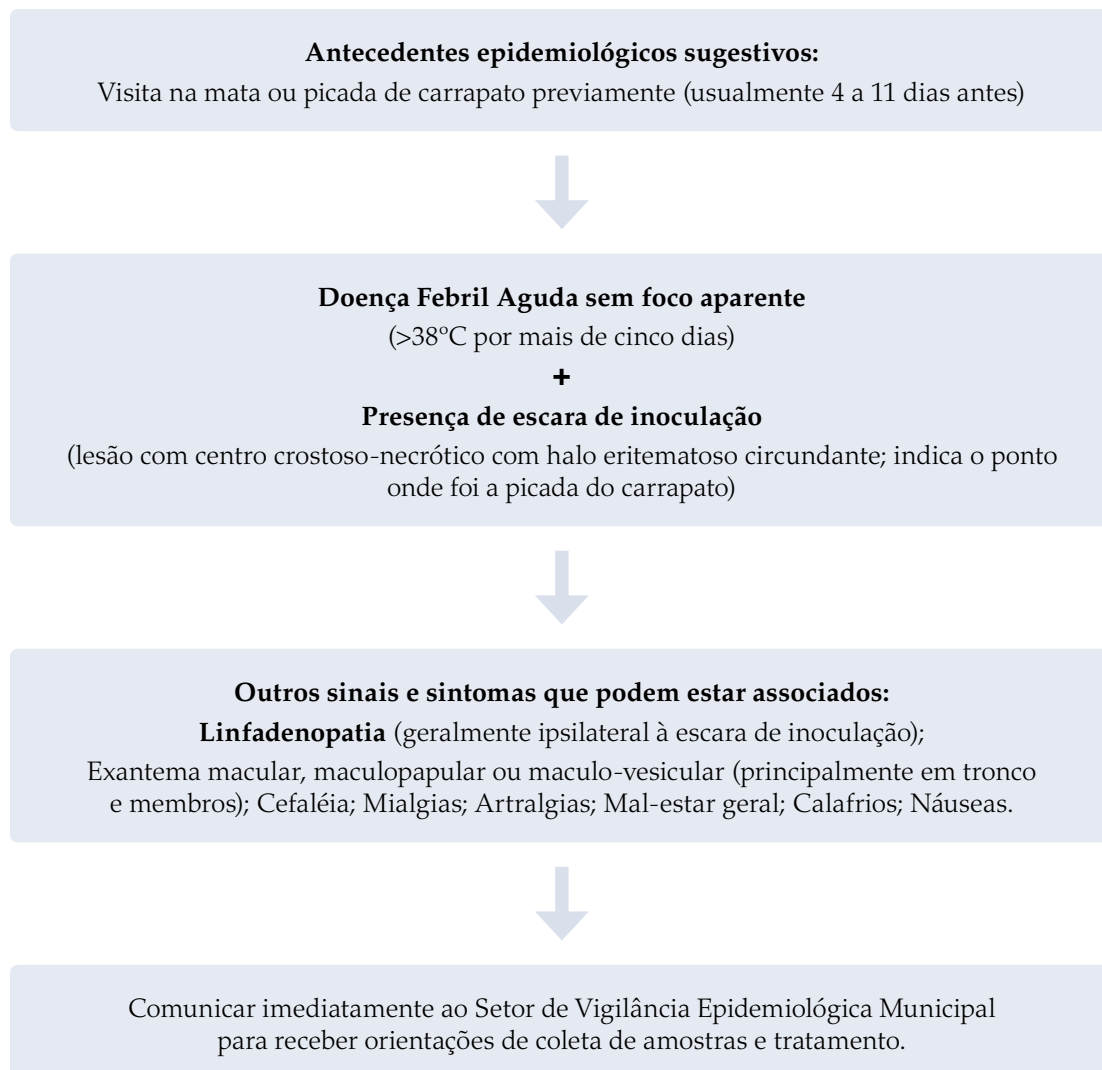 Antecedentes epidemiológicos sugestivos:
Visita na mata ou picada de carrapato previamente (usualmente 4 a 11 dias antes)
Doença Febril Aguda sem foco aparente
(>38ºC por mais de cinco dias)
+
Presença de escara de inoculação
(lesão com centro crostoso-necrótico com halo eritematoso circundante; indica o ponto
onde foi a picada do carrapato)
Outros sinais e sintomas que podem estar associados:
Linfadenopatia (geralmente ipsilateral à escara de inoculação);
Exantema macular, maculopapular ou maculo-vesicular (principalmente em tronco
e membros); Cefaléia; Mialgias; Artralgias; Mal-estar geral; Calafrios; Náuseas.
Comunicar imediatamente ao Setor de Vigilância Epidemiológica Municipal
para receber orientações de coleta de amostras e tratamento.